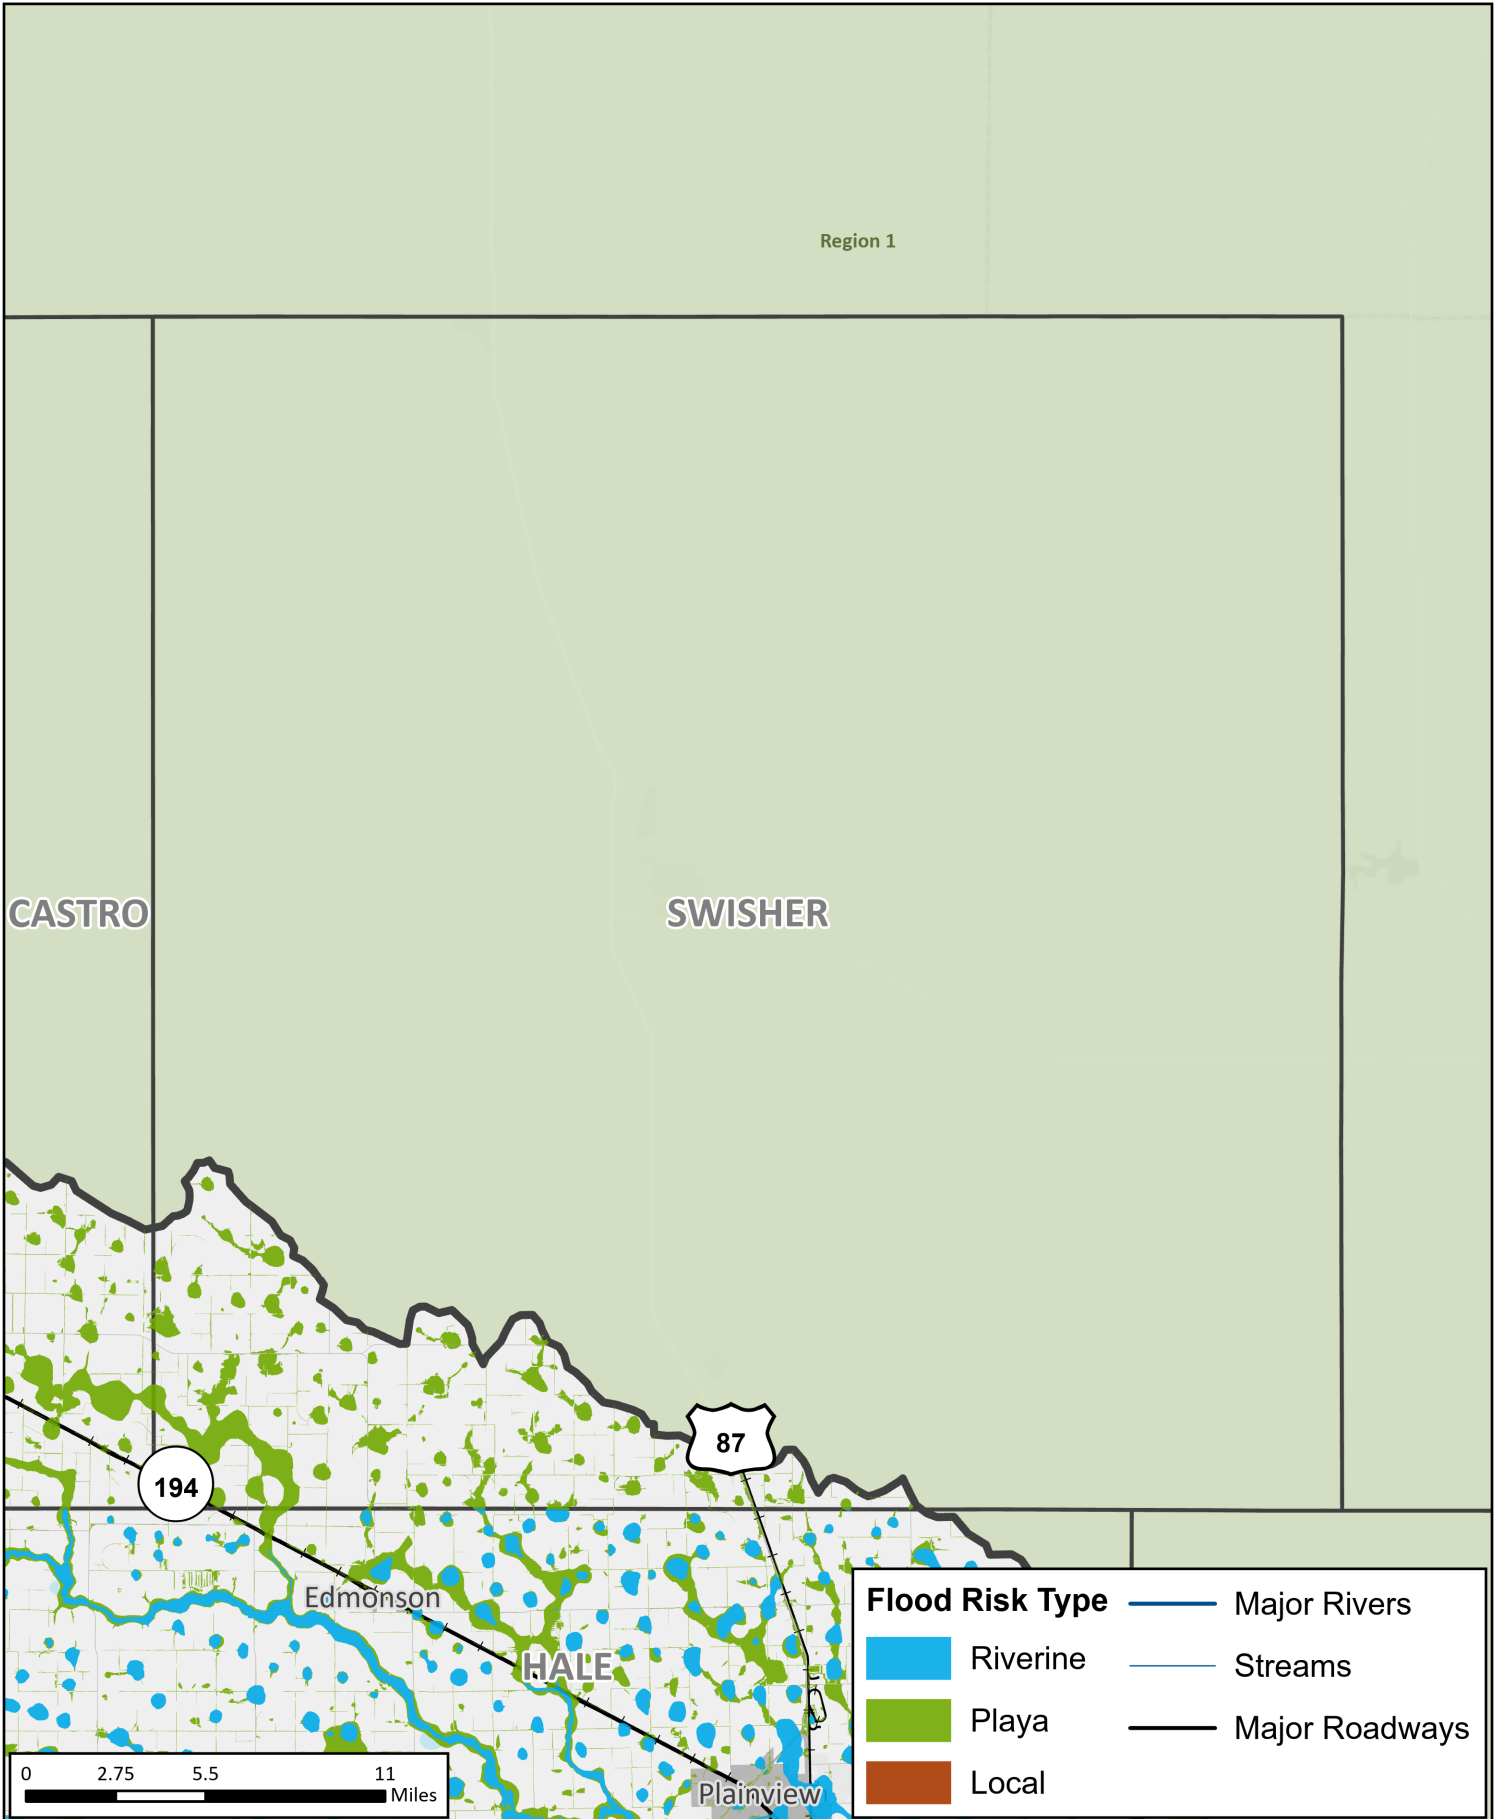 Region 1
CASTRO
SWISHER
87
194
Edmonson
HALE
Plainview
Flood Risk Type
Riverine
Playa
Local
Major Rivers
Streams
Major Roadways
0 2.75 5.5 11
Miles